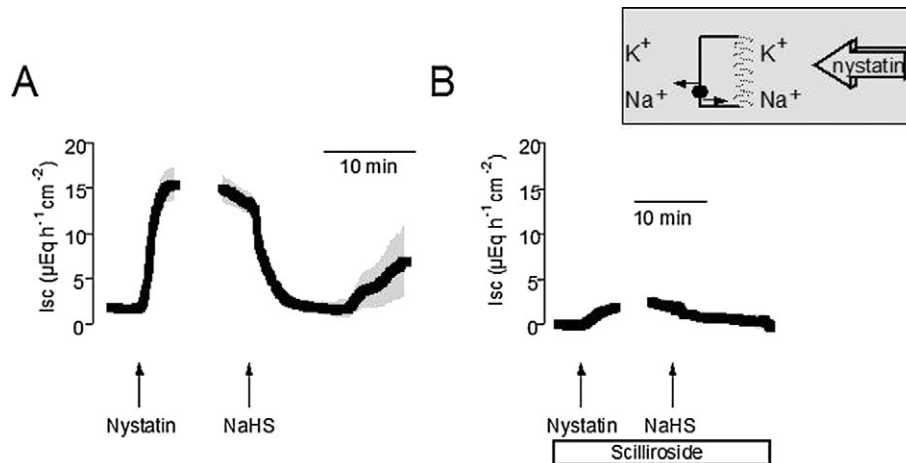 K⁺ K⁺
nystatin
Na⁺ Na⁺
A
B
20
15
10
5
0
Isc (µEq h⁻¹ cm⁻²)
10 min
Nystatin
NaHS
20
15
10
5
0
Isc (µEq h⁻¹ cm⁻²)
10 min
Nystatin
NaHS
Scilliroside